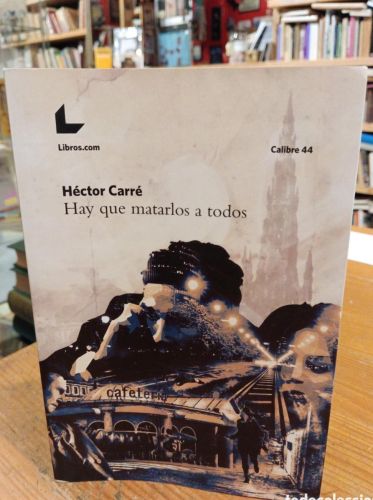 Libros.com
Calibre 44
Héctor Carré
Hay que matarlos a todos
cafetería